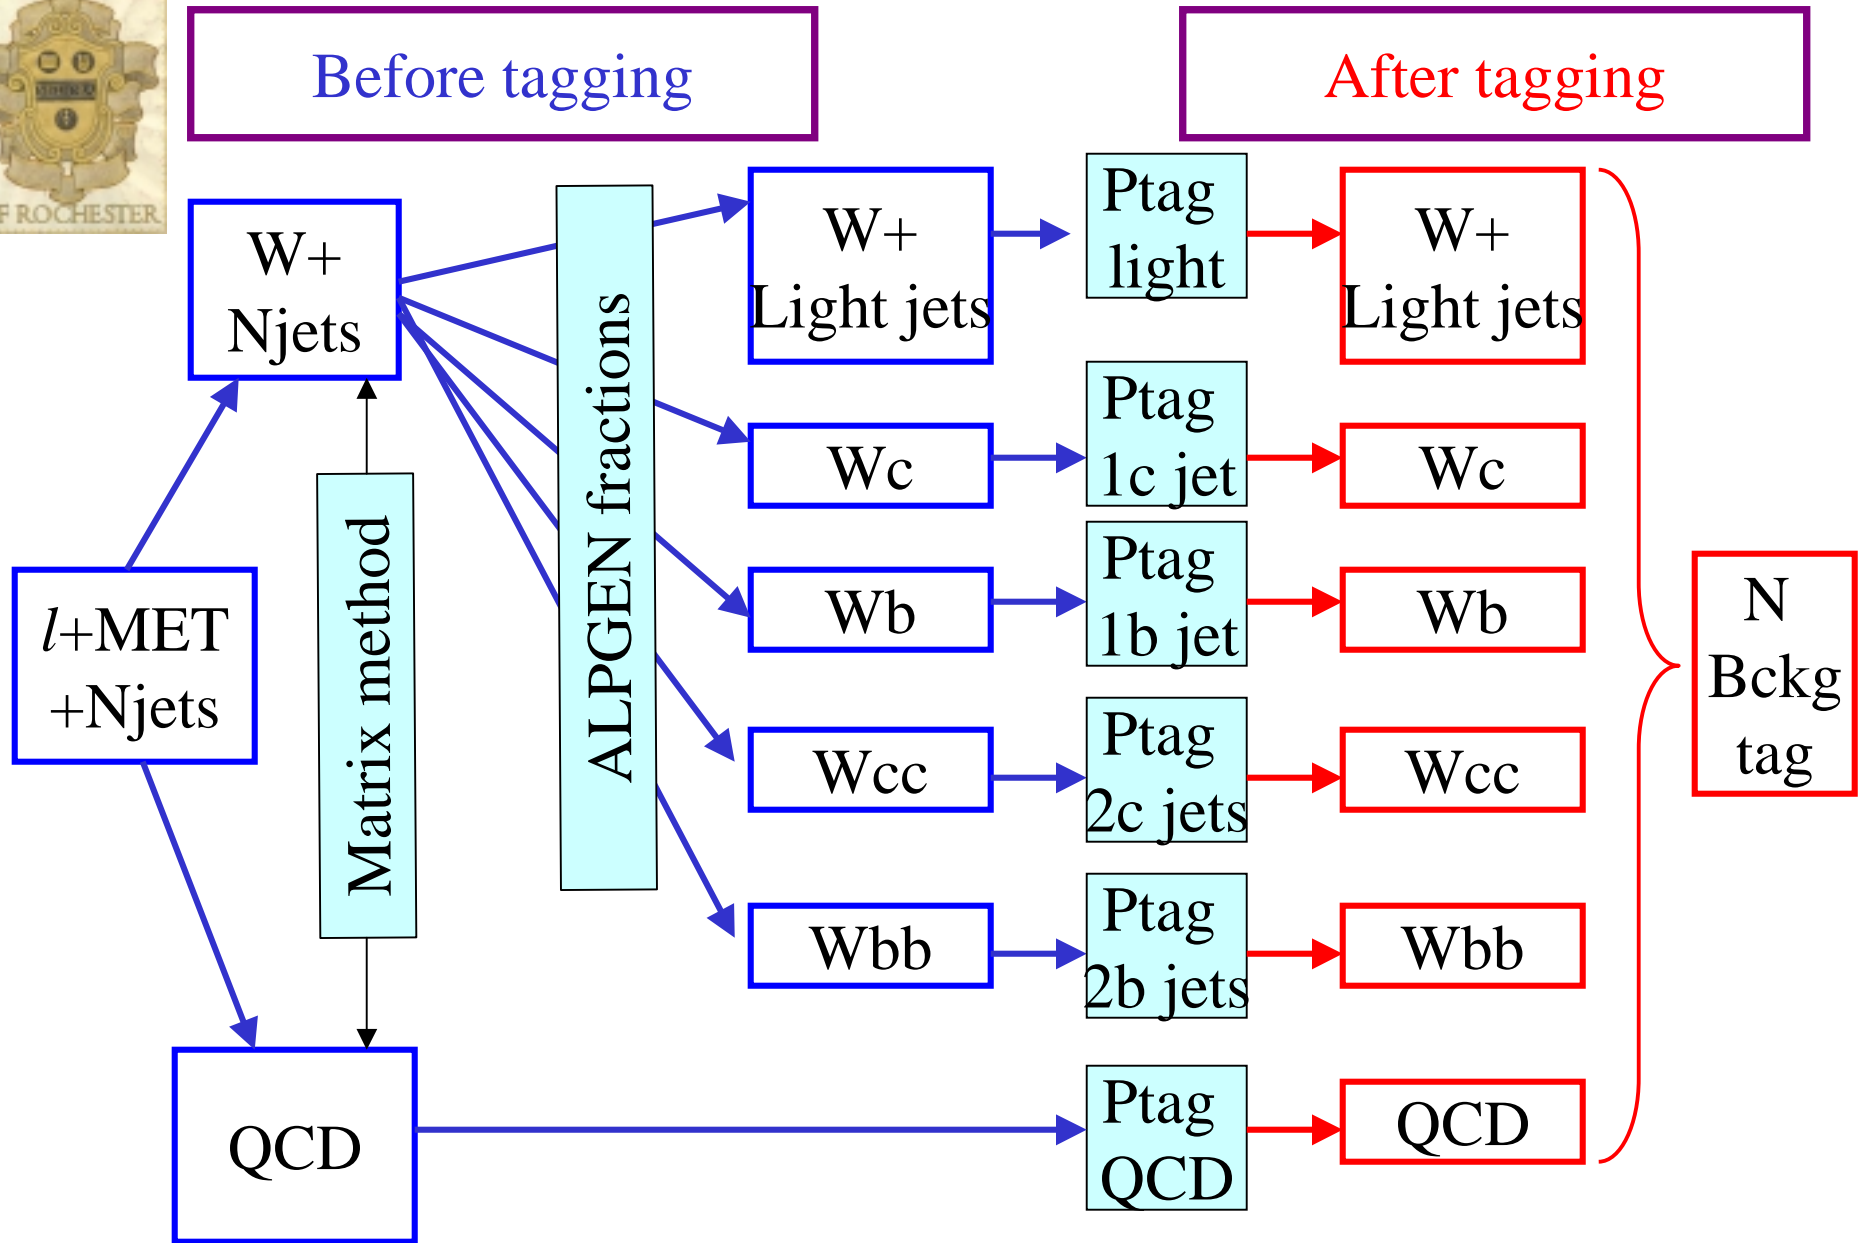 Before tagging
After tagging
F ROCHESTER
W+
Njets
l+MET
+Njets
Matrix method
ALPGEN fractions
QCD
W+
Light jets
Wc
Wb
Wcc
Wbb
Ptag
light
Ptag
1c jet
Ptag
1b jet
Ptag
2c jets
Ptag
2b jets
Ptag
QCD
W+
Light jets
Wc
Wb
Wcc
Wbb
QCD
N
Bckg
tag